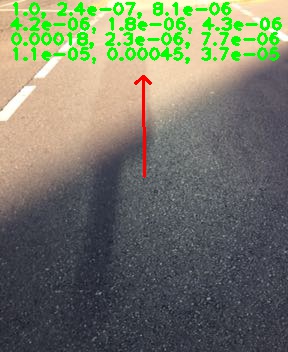 1.0, 2.4e-07, 8.1e-06
4.2e-06, 1.8e-06, 4.3e-06
0.00018, 2.3e-06, 7.7e-06
1.1e-05, 0.00045, 3.7e-05